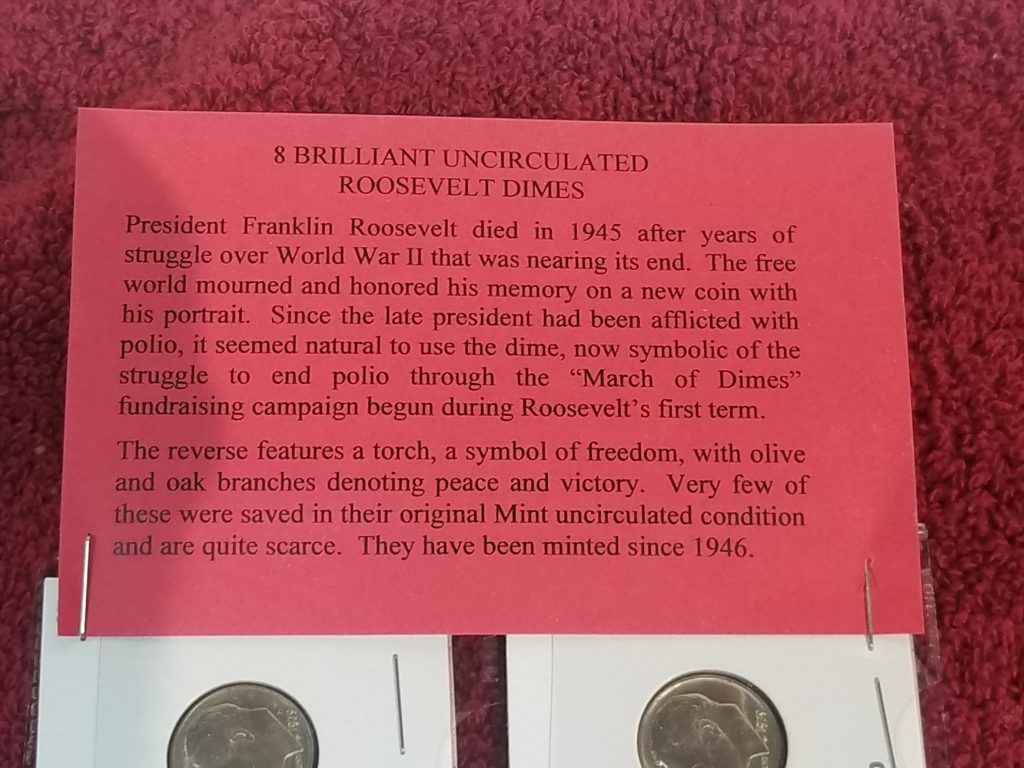 8 BRILLIANT UNCIRCULATED
ROOSEVELT DIMES
President Franklin Roosevelt died in 1945 after years of
struggle over World War II that was nearing its end. The free
world mourned and honored his memory on a new coin with
his portrait. Since the late president had been afflicted with
polio, it seemed natural to use the dime, now symbolic of the
struggle to end polio through the “March of Dimes”
fundraising campaign begun during Roosevelt’s first term.
The reverse features a torch, a symbol of freedom, with olive
and oak branches denoting peace and victory. Very few of
these were saved in their original Mint uncirculated condition
and are quite scarce. They have been minted since 1946.